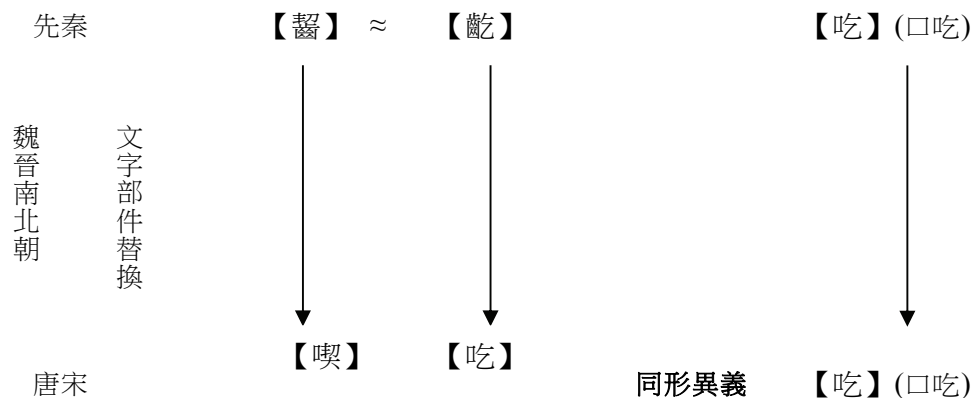 先秦 【齧】 ≈ 【齕】 【吃】(口吃)
魏晉南北朝
文字部件替換
【喫】 【吃】
唐宋 同形異義 【吃】(口吃)